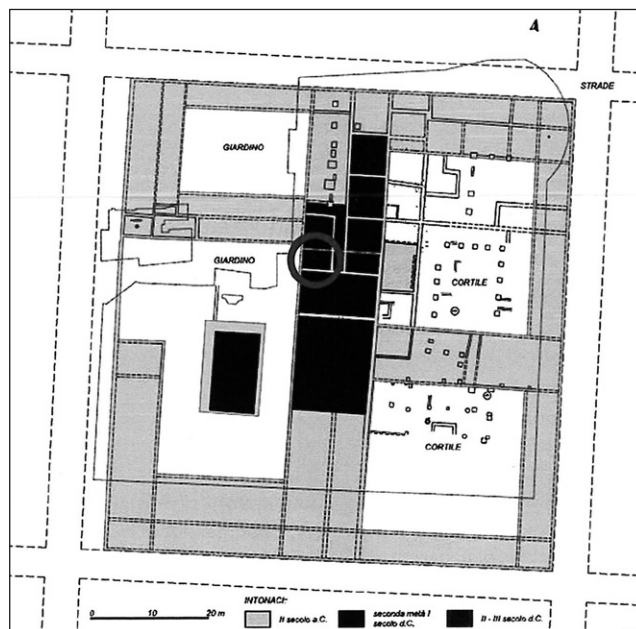 A
STRADE
GIARDINO
GIARDINO
CORTILE
CORTILE
INTONACI:
0 10 20 m
II secolo a.C.
seconda metà I
secolo d.C.
II - III secolo d.C.